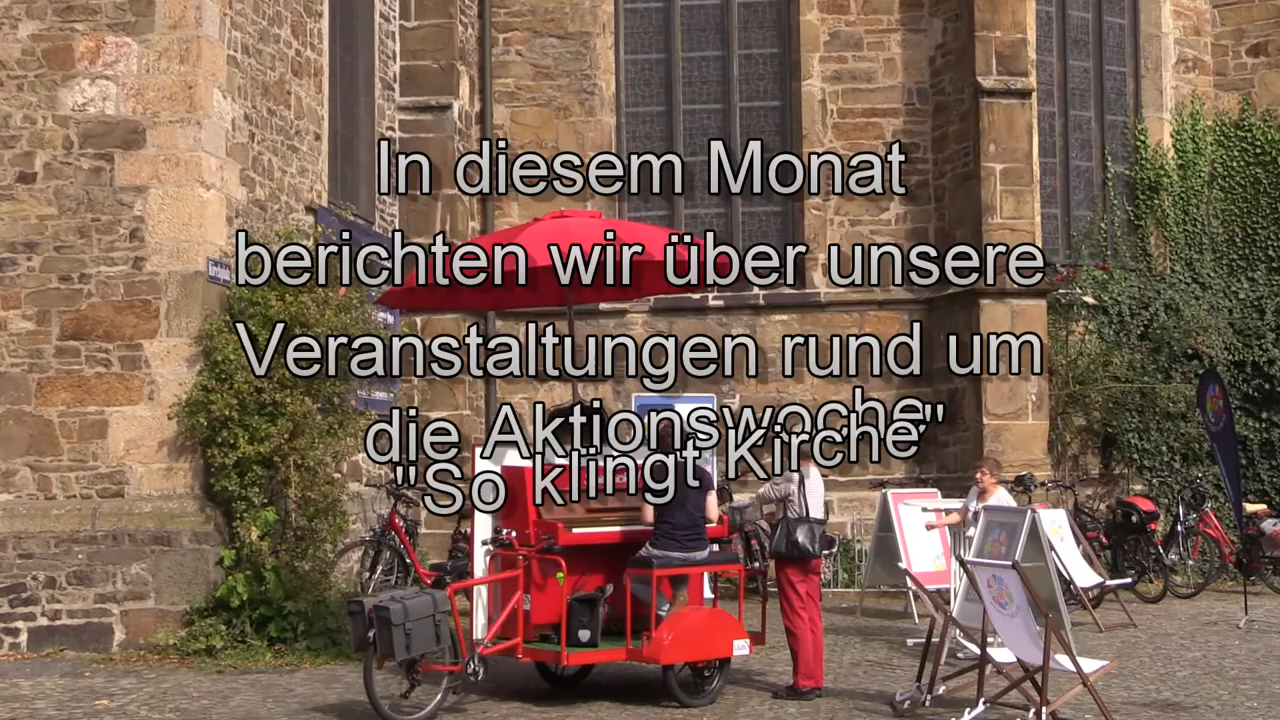 In diesem Monat
berichten wir über unsere
Veranstaltungen rund um
die Aktionswoche
"So klingt Kirche"